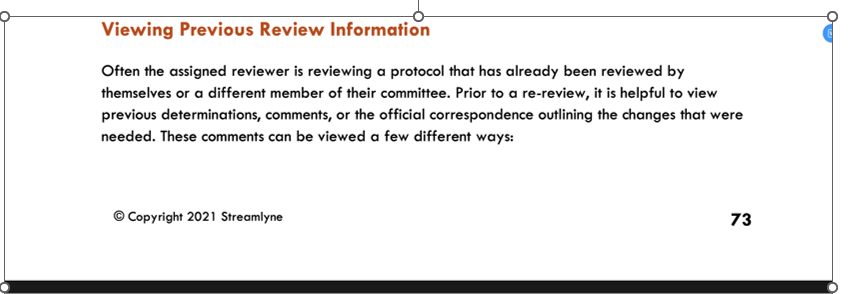 Viewing Previous Review Information
Often the assigned reviewer is reviewing a protocol that has already been reviewed by
themselves or a different member of their committee. Prior to a re-review, it is helpful to view
previous determinations, comments, or the official correspondence outlining the changes that were
needed. These comments can be viewed a few different ways:
© Copyright 2021 Streamlyne
73